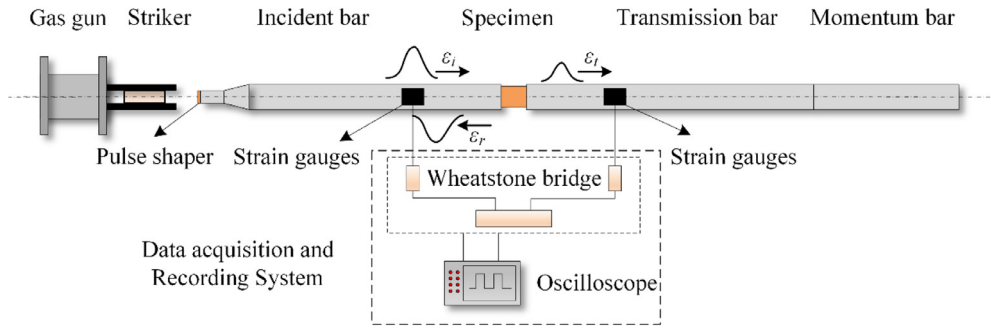 Gas gun
Striker
Incident bar
Specimen
Transmission bar
Momentum bar
εi
εt
εr
Pulse shaper
Strain gauges
Strain gauges
Wheatstone bridge
Data acquisition and
Recording System
Oscilloscope